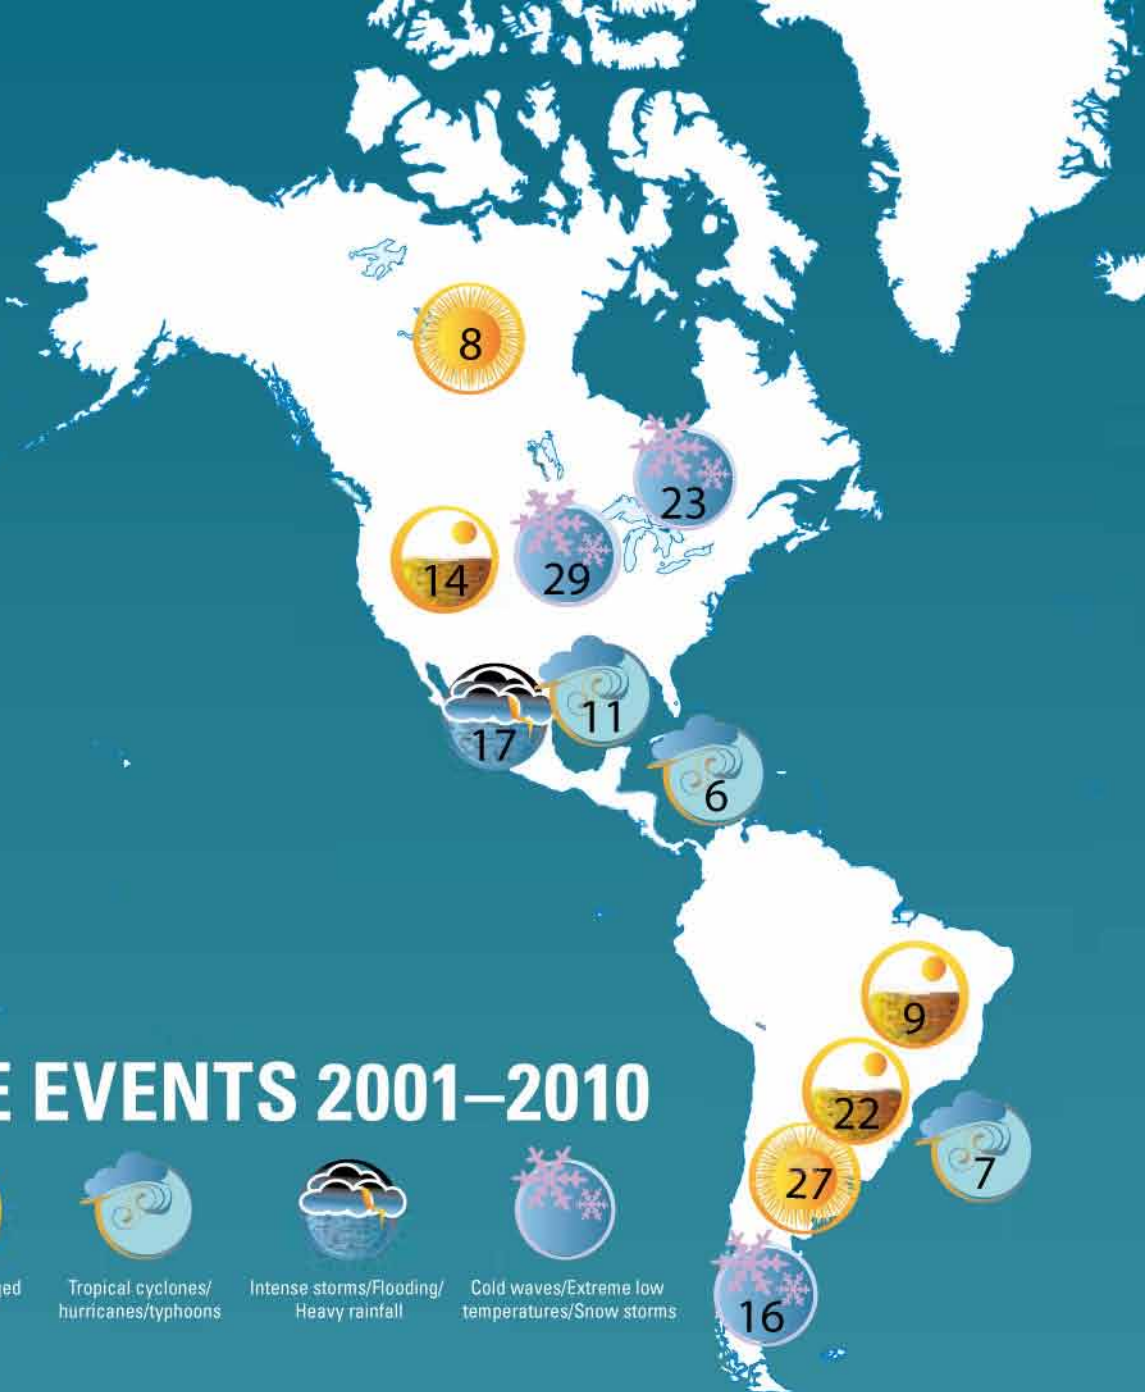 8
23
14
29
11
17
6
9
22
7
27
16
E EVENTS 2001–2010
ged
Tropical cyclones/
hurricanes/typhoons
Intense storms/Flooding/
Heavy rainfall
Cold waves/Extreme low
temperatures/Snow storms